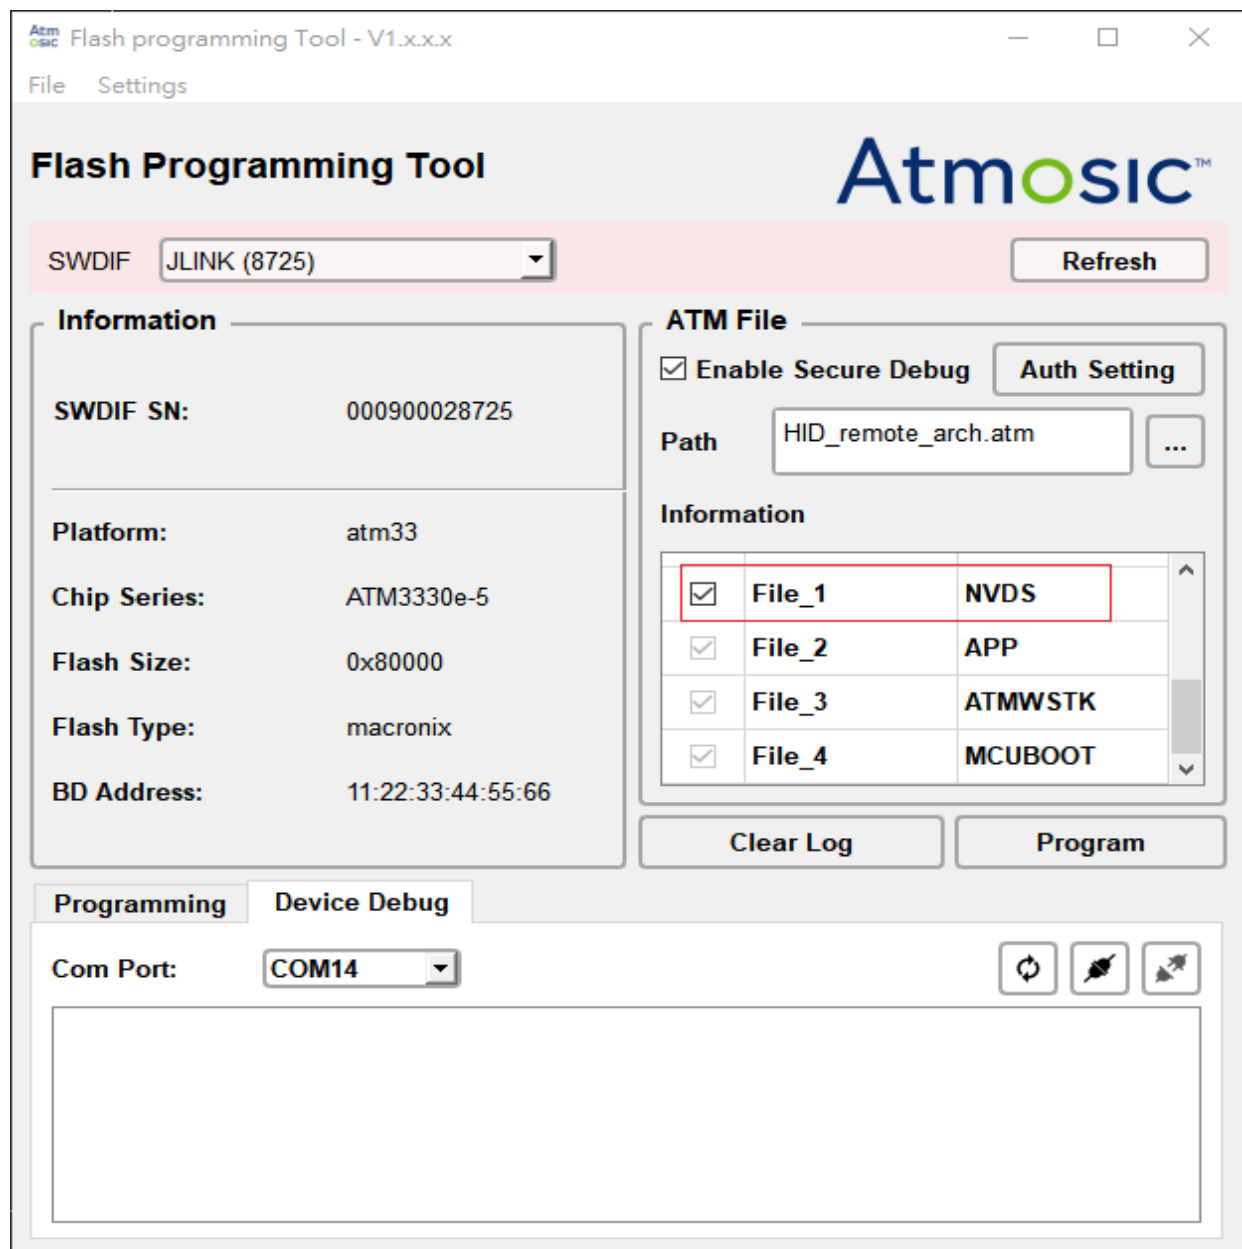 Atmosic Flash programming Tool - V1.x.x.x
File Settings
Flash Programming Tool
Atmosic™
SWDIF JLINK (8725) Refresh
Information
SWDIF SN: 000900028725
Platform: atm33
Chip Series: ATM3330e-5
Flash Size: 0x80000
Flash Type: macronix
BD Address: 11:22:33:44:55:66
ATM File
Enable Secure Debug Auth Setting
Path HID_remote_arch.atm ...
Information
File_1 NVDS
File_2 APP
File_3 ATMWSTK
File_4 MCUBOOT
Clear Log Program
Programming Device Debug
Com Port: COM14